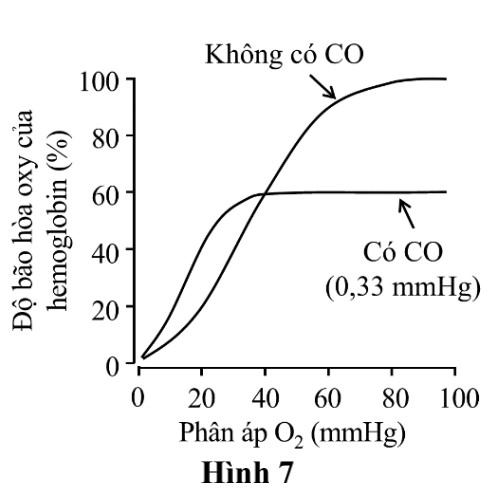 Không có CO
Độ bão hòa oxy của
hemoglobin (%)
100
80
60
40
20
0
Có CO
(0,33 mmHg)
0 20 40 60 80 100
Phân áp O₂ (mmHg)
Hình 7